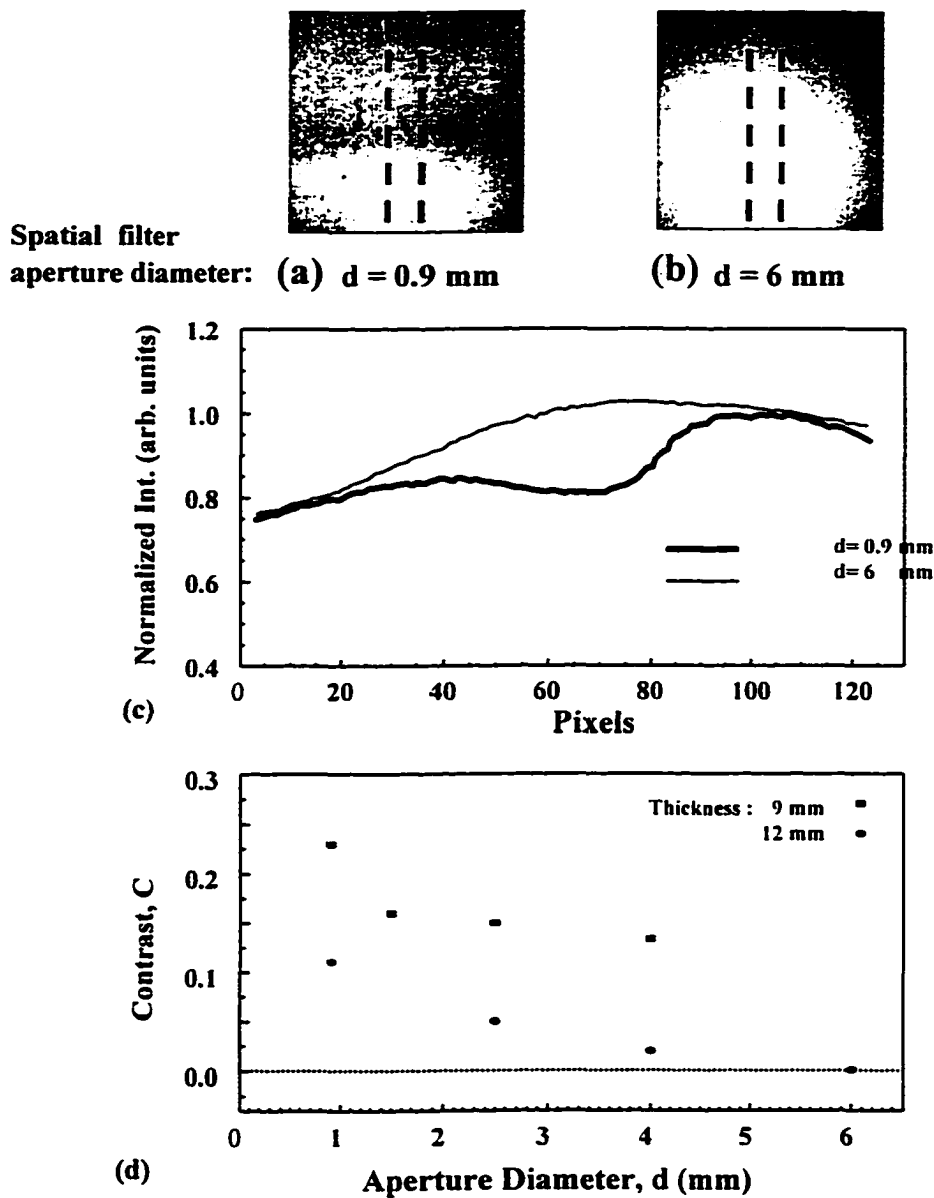 Spatial filter
aperture diameter: (a) d = 0.9 mm (b) d = 6 mm
Normalized Int. (arb. units)
1.2
1.0
0.8
0.6
0.4
d= 0.9 mm
d= 6 mm
0 20 40 60 80 100 120
(c)
Pixels
Contrast, C
0.3
0.2
0.1
0.0
Thickness : 9 mm
12 mm
0 1 2 3 4 5 6
(d)
Aperture Diameter, d (mm)